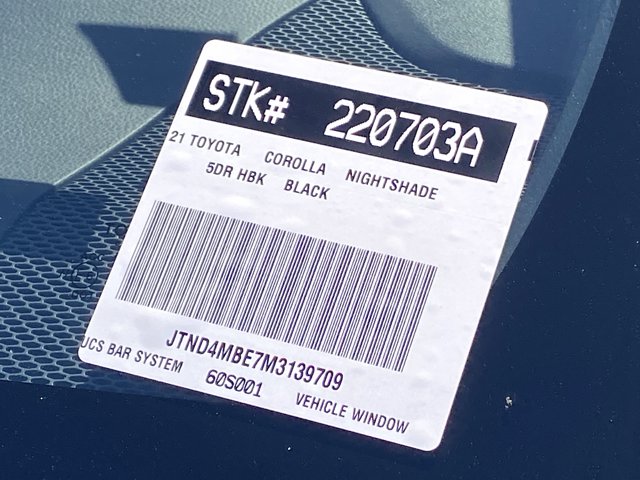 STK# 220703A
21 TOYOTA COROLLA NIGHTSHADE
5DR HBK BLACK
JTND4MBE7M3139709
UCS BAR SYSTEM 60S001 VEHICLE WINDOW